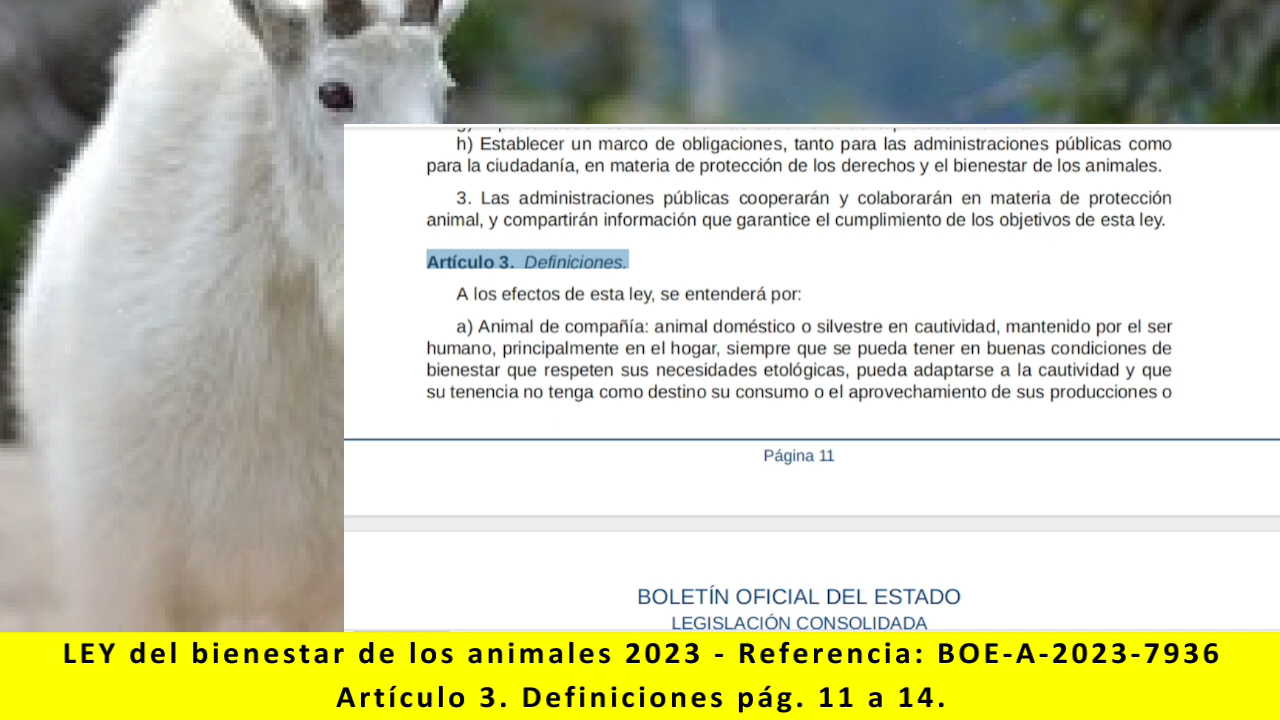 h) Establecer un marco de obligaciones, tanto para las administraciones públicas como
para la ciudadanía, en materia de protección de los derechos y el bienestar de los animales.
3. Las administraciones públicas cooperarán y colaborarán en materia de protección
animal, y compartirán información que garantice el cumplimiento de los objetivos de esta ley.
Artículo 3. Definiciones.
A los efectos de esta ley, se entenderá por:
a) Animal de compañía: animal doméstico o silvestre en cautividad, mantenido por el ser
humano, principalmente en el hogar, siempre que se pueda tener en buenas condiciones de
bienestar que respeten sus necesidades etológicas, pueda adaptarse a la cautividad y que
su tenencia no tenga como destino su consumo o el aprovechamiento de sus producciones o
Página 11
BOLETÍN OFICIAL DEL ESTADO
LEGISLACIÓN CONSOLIDADA
LEY del bienestar de los animales 2023 - Referencia: BOE-A-2023-7936
Artículo 3. Definiciones pág. 11 a 14.